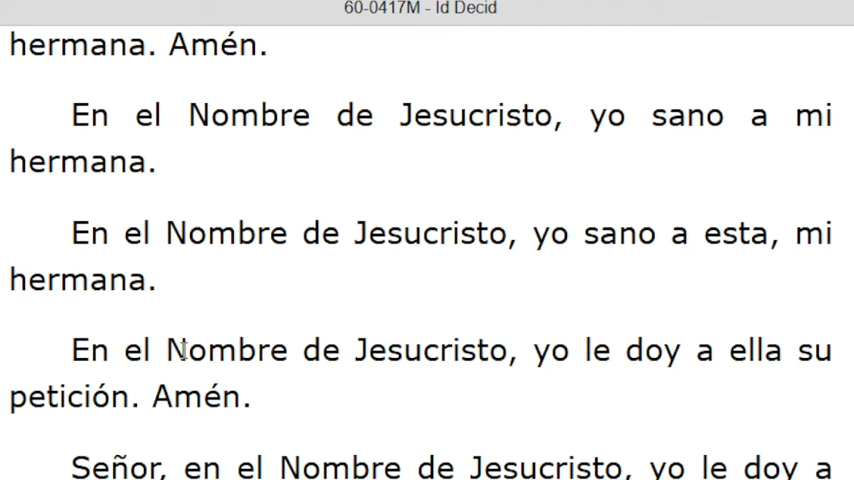 60-0417M - Id Decid
hermana. Amén.
En el Nombre de Jesucristo, yo sano a mi
hermana.
En el Nombre de Jesucristo, yo sano a esta, mi
hermana.
En el Nombre de Jesucristo, yo le doy a ella su
petición. Amén.
Señor, en el Nombre de Jesucristo, yo le doy a